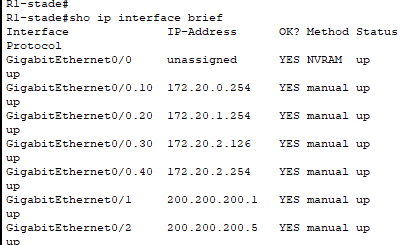 R1-stade#
R1-stade#sho ip interface brief
Interface IP-Address OK? Method Status
Protocol
GigabitEthernet0/0 unassigned YES NVRAM up
up
GigabitEthernet0/0.10 172.20.0.254 YES manual up
up
GigabitEthernet0/0.20 172.20.1.254 YES manual up
up
GigabitEthernet0/0.30 172.20.2.126 YES manual up
up
GigabitEthernet0/0.40 172.20.2.254 YES manual up
up
GigabitEthernet0/1 200.200.200.1 YES manual up
up
GigabitEthernet0/2 200.200.200.5 YES manual up
up